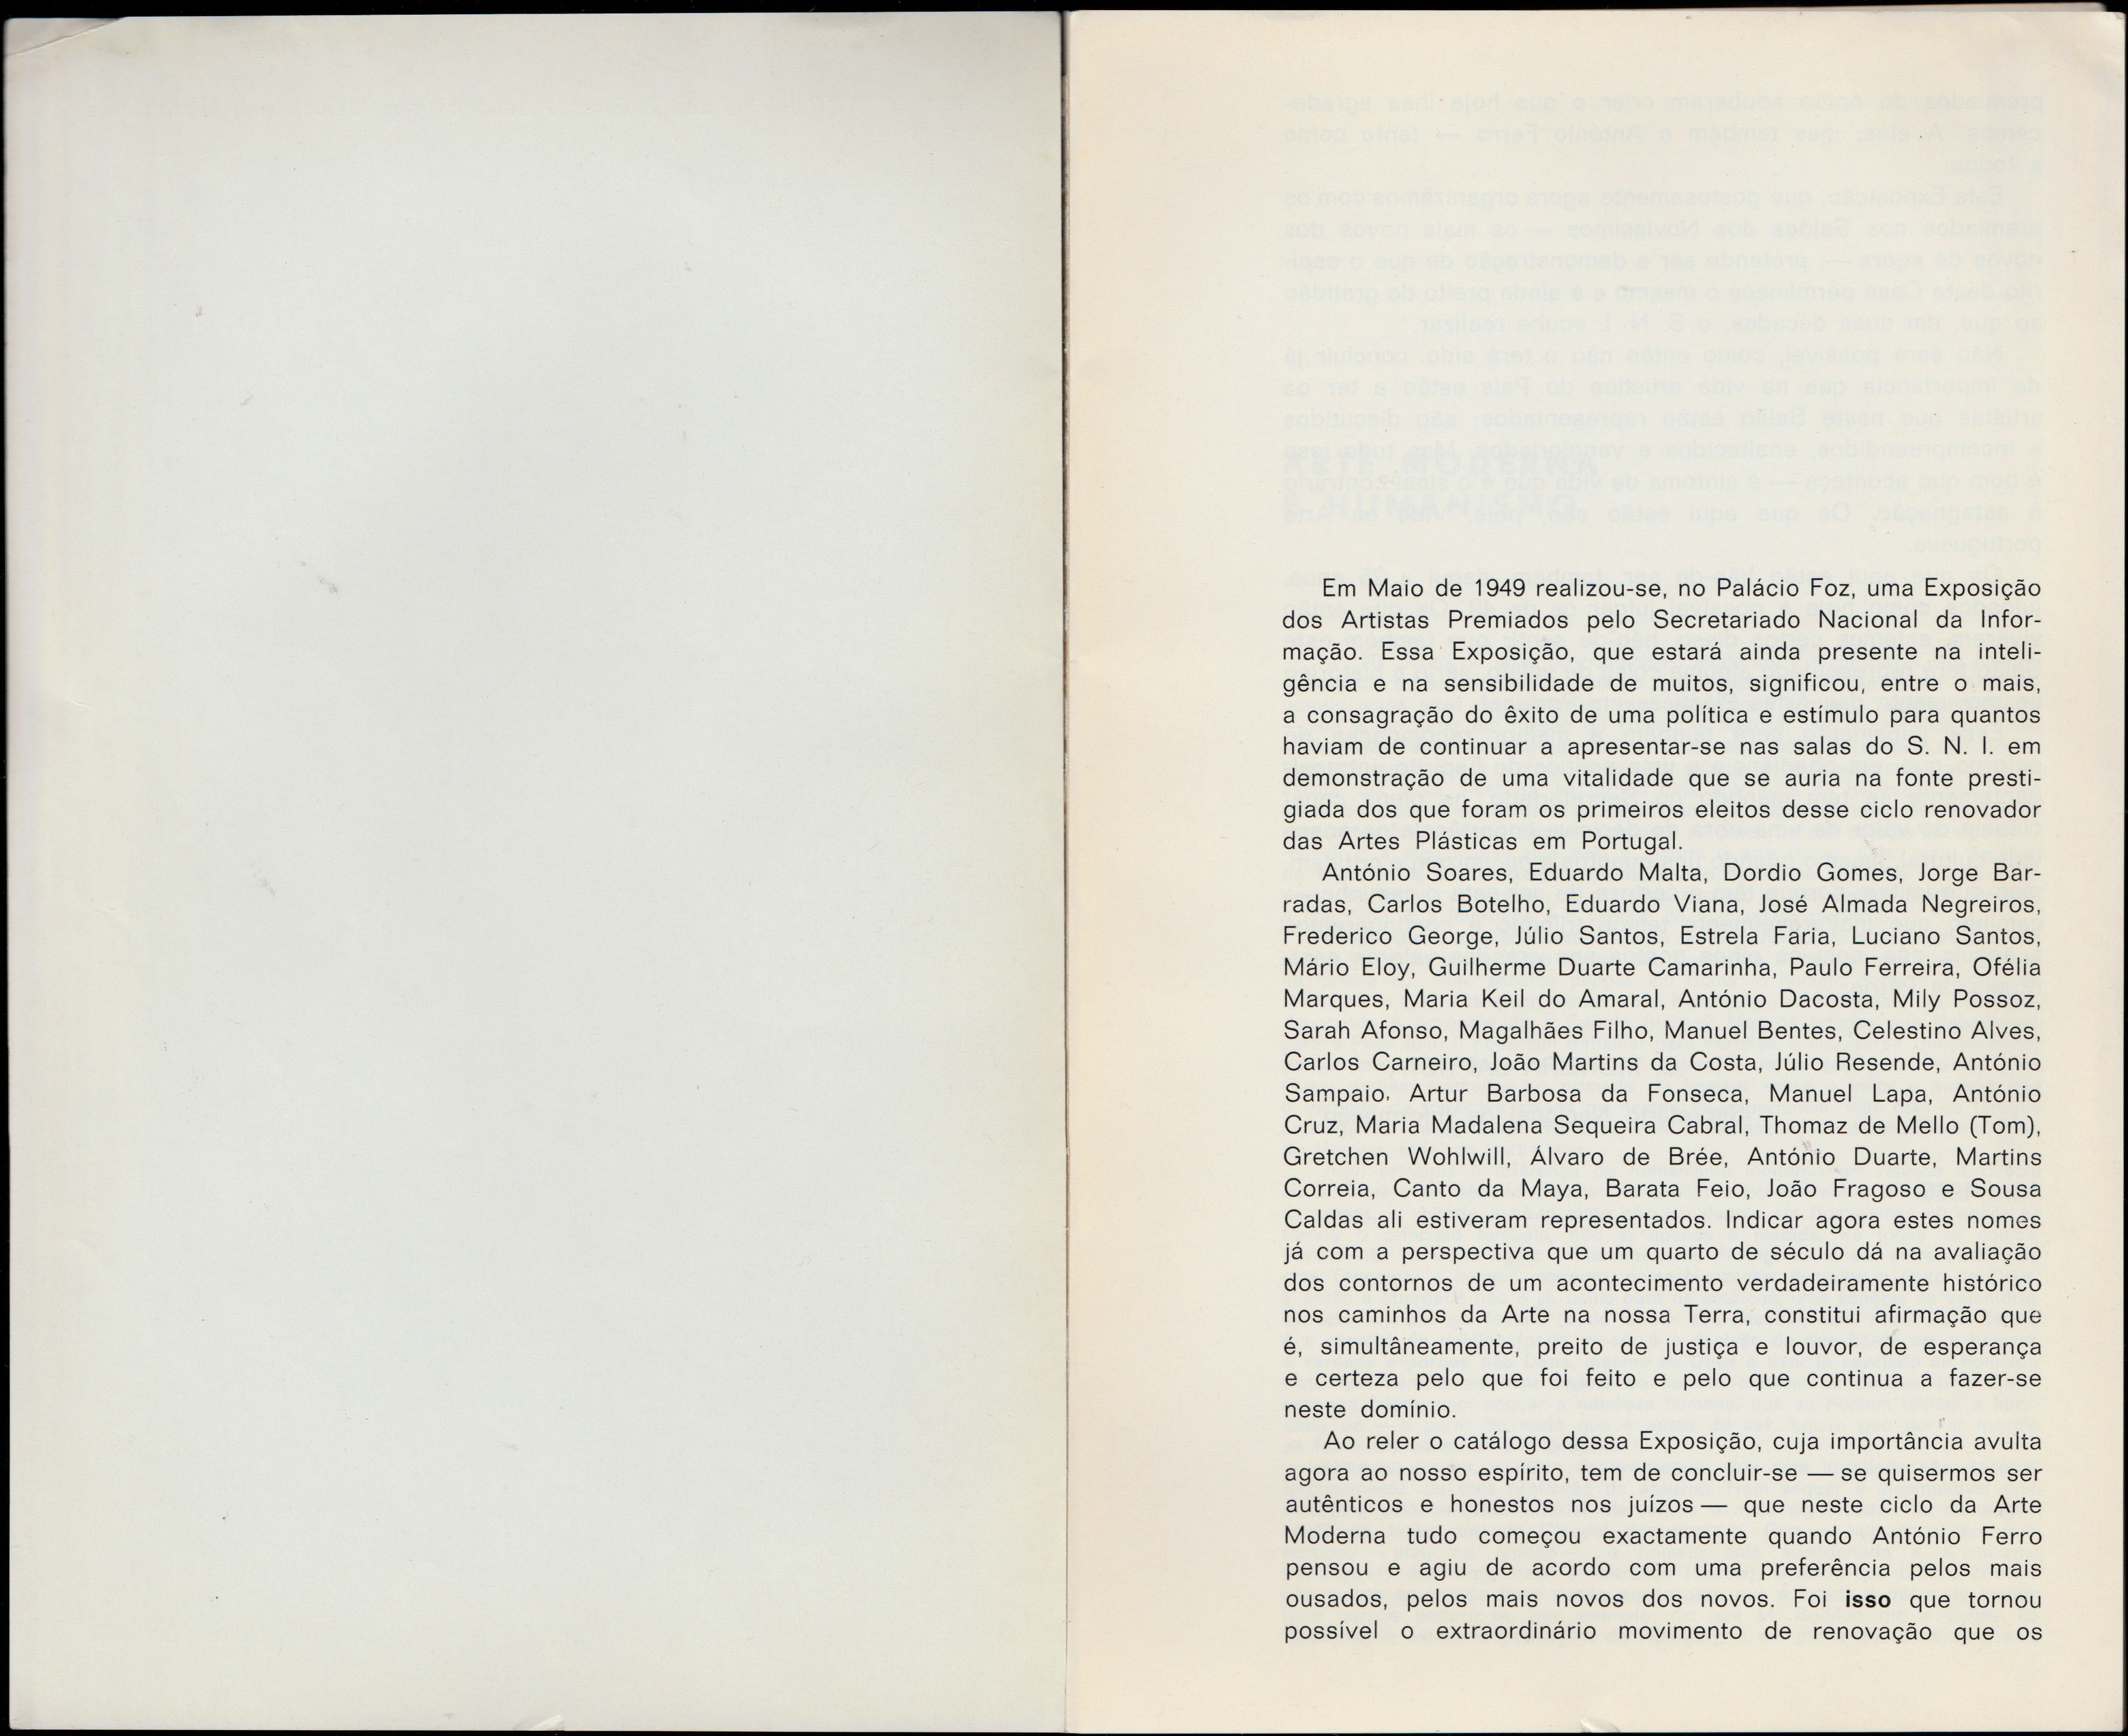 ARTE MODERNA
E HUMANISMO
Em Maio de 1949 realizou-se, no Palácio Foz, uma Exposição
dos Artistas Premiados pelo Secretariado Nacional da Infor-
mação. Essa Exposição, que estará ainda presente na inteli-
gência e na sensibilidade de muitos, significou, entre o mais,
a consagração do êxito de uma política e estímulo para quantos
haviam de continuar a apresentar-se nas salas do S. N. I. em
demonstração de uma vitalidade que se auria na fonte presti-
giada dos que foram os primeiros eleitos desse ciclo renovador
das Artes Plásticas em Portugal.
António Soares, Eduardo Malta, Dordio Gomes, Jorge Bar-
radas, Carlos Botelho, Eduardo Viana, José Almada Negreiros,
Frederico George, Júlio Santos, Estrela Faria, Luciano Santos,
Mário Eloy, Guilherme Duarte Camarinha, Paulo Ferreira, Ofélia
Marques, Maria Keil do Amaral, António Dacosta, Mily Possoz,
Sarah Afonso, Magalhães Filho, Manuel Bentes, Celestino Alves,
Carlos Carneiro, João Martins da Costa, Júlio Resende, António
Sampaio, Artur Barbosa da Fonseca, Manuel Lapa, António
Cruz, Maria Madalena Sequeira Cabral, Thomaz de Mello (Tom),
Gretchen Wohlwill, Álvaro de Brée, António Duarte, Martins
Correia, Canto da Maya, Barata Feio, João Fragoso e Sousa
Caldas ali estiveram representados. Indicar agora estes nomes
já com a perspectiva que um quarto de século dá na avaliação
dos contornos de um acontecimento verdadeiramente histórico
nos caminhos da Arte na nossa Terra, constitui afirmação que
é, simultâneamente, preito de justiça e louvor, de esperança
e certeza pelo que foi feito e pelo que continua a fazer-se
neste domínio.
Ao reler o catálogo dessa Exposição, cuja importância avulta
agora ao nosso espírito, tem de concluir-se — se quisermos ser
autênticos e honestos nos juízos — que neste ciclo da Arte
Moderna tudo começou exactamente quando António Ferro
pensou e agiu de acordo com uma preferência pelos mais
ousados, pelos mais novos dos novos. Foi isso que tornou
possível o extraordinário movimento de renovação que os